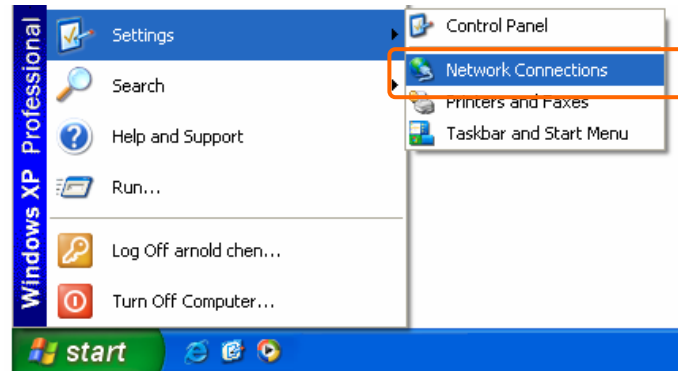 Windows XP Professional
Settings
Search
Help and Support
Run...
Log Off arnold chen...
Turn Off Computer...
Control Panel
Network Connections
Printers and Faxes
Taskbar and Start Menu
start